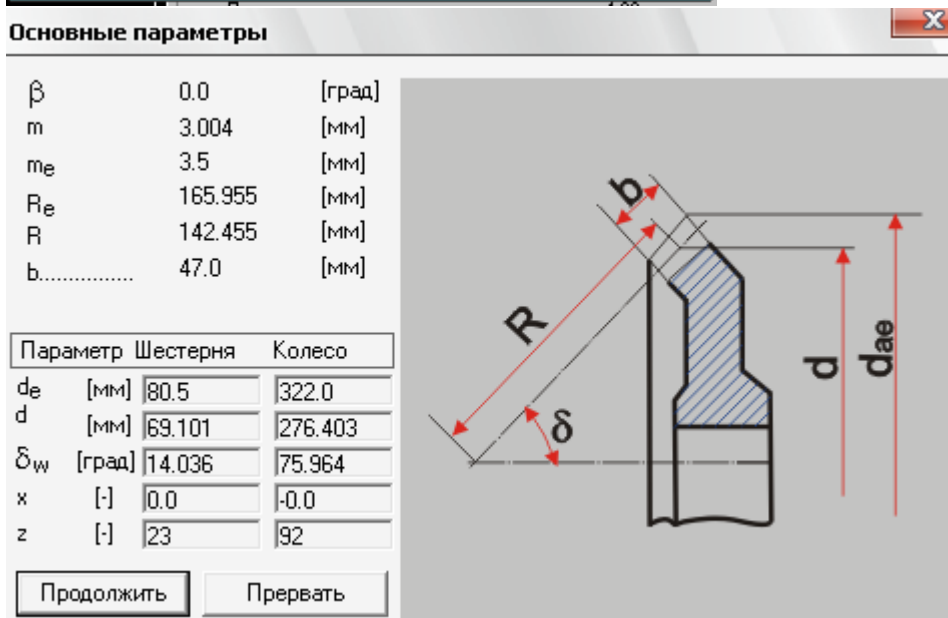 Основные параметры
β 0.0 [град]
m 3.004 [мм]
me 3.5 [мм]
Re 165.955 [мм]
R 142.455 [мм]
b................ 47.0 [мм]
Параметр Шестерня Колесо
de [мм] 80.5 322.0
d [мм] 69.101 276.403
δw [град] 14.036 75.964
x [-] 0.0 -0.0
z [-] 23 92
Продолжить Прервать
b
R
δ
d
dae